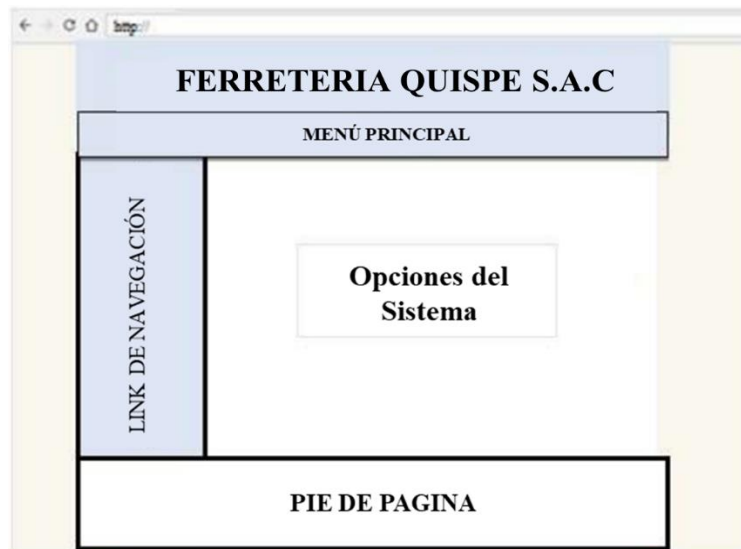 http://
FERRETERIA QUISPE S.A.C
MENÚ PRINCIPAL
LINK DE NAVEGACIÓN
Opciones del
Sistema
PIE DE PAGINA